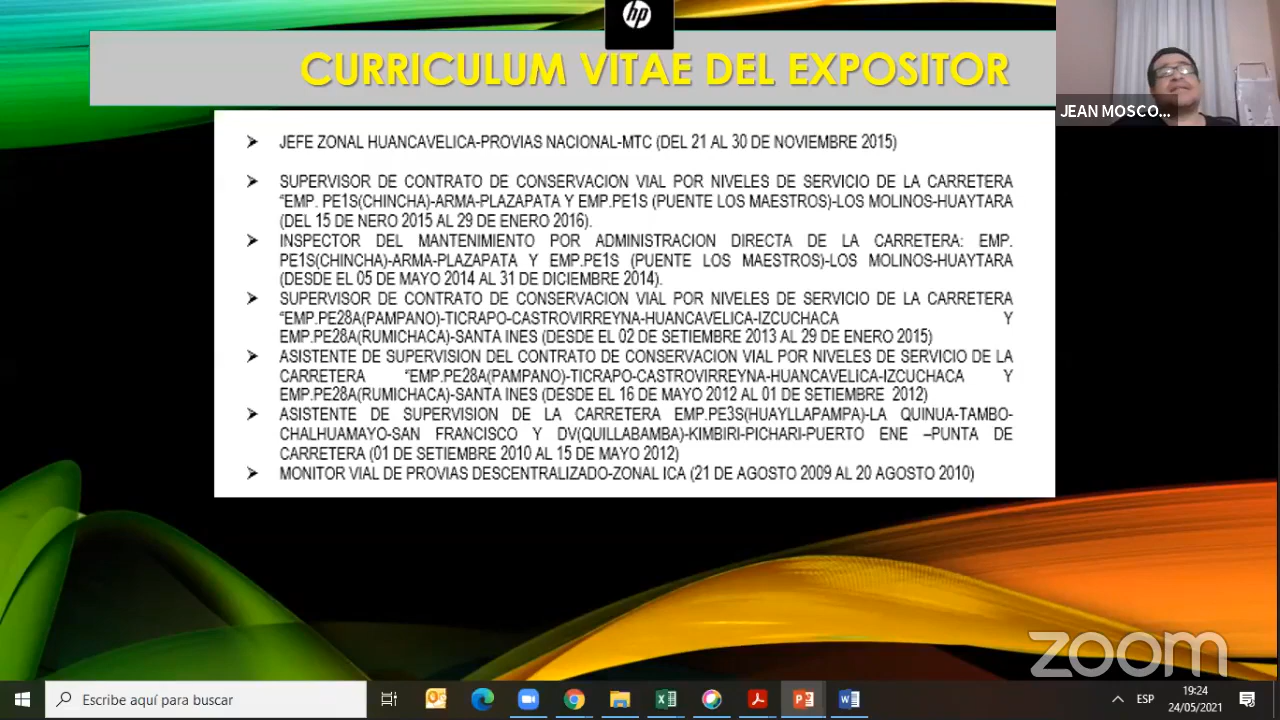 hp
CURRICULUM VITAE DEL EXPOSITOR
JEAN MOSCO...
➤ JEFE ZONAL HUANCAVELICA-PROVIAS NACIONAL-MTC (DEL 21 AL 30 DE NOVIEMBRE 2015)
➤ SUPERVISOR DE CONTRATO DE CONSERVACION VIAL POR NIVELES DE SERVICIO DE LA CARRETERA
“EMP. PE1S(CHINCHA)-ARMA-PLAZAPATA Y EMP.PE1S (PUENTE LOS MAESTROS)-LOS MOLINOS-HUAYTARA
(DEL 15 DE NERO 2015 AL 29 DE ENERO 2016).
➤ INSPECTOR DEL MANTENIMIENTO POR ADMINISTRACION DIRECTA DE LA CARRETERA: EMP.
PE1S(CHINCHA)-ARMA-PLAZAPATA Y EMP.PE1S (PUENTE LOS MAESTROS)-LOS MOLINOS-HUAYTARA
(DESDE EL 05 DE MAYO 2014 AL 31 DE DICIEMBRE 2014).
➤ SUPERVISOR DE CONTRATO DE CONSERVACION VIAL POR NIVELES DE SERVICIO DE LA CARRETERA
“EMP.PE28A(PAMPANO)-TICRAPO-CASTROVIRREYNA-HUANCAVELICA-IZCUCHACA Y
EMP.PE28A(RUMICHACA)-SANTA INES (DESDE EL 02 DE SETIEMBRE 2013 AL 29 DE ENERO 2015)
➤ ASISTENTE DE SUPERVISION DEL CONTRATO DE CONSERVACION VIAL POR NIVELES DE SERVICIO DE LA
CARRETERA “EMP.PE28A(PAMPANO)-TICRAPO-CASTROVIRREYNA-HUANCAVELICA-IZCUCHACA Y
EMP.PE28A(RUMICHACA)-SANTA INES (DESDE EL 16 DE MAYO 2012 AL 01 DE SETIEMBRE 2012)
➤ ASISTENTE DE SUPERVISION DE LA CARRETERA EMP.PE3S(HUAYLLAPAMPA)-LA QUINUA-TAMBO-
CHALHUAMAYO-SAN FRANCISCO Y DV(QUILLABAMBA)-KIMBIRI-PICHARI-PUERTO ENE –PUNTA DE
CARRETERA (01 DE SETIEMBRE 2010 AL 15 DE MAYO 2012)
➤ MONITOR VIAL DE PROVIAS DESCENTRALIZADO-ZONAL ICA (21 DE AGOSTO 2009 AL 20 AGOSTO 2010)
zoom
Escribe aquí para buscar
ESP
19:24
24/05/2021